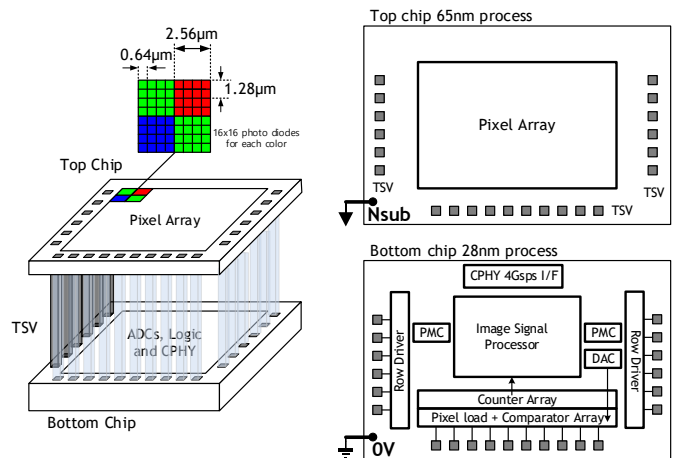 2.56μm
0.64μm
1.28μm
16x16 photo diodes
for each color
Top Chip
Pixel Array
TSV
ADCs, Logic
and CPHY
Bottom Chip
Top chip 65nm process
Pixel Array
TSV
TSV
Nsub
TSV
Bottom chip 28nm process
CPHY 4Gsps I/F
Row Driver
PMC
Image Signal
Processor
PMC
DAC
Row Driver
Counter Array
Pixel load + Comparator Array
0V